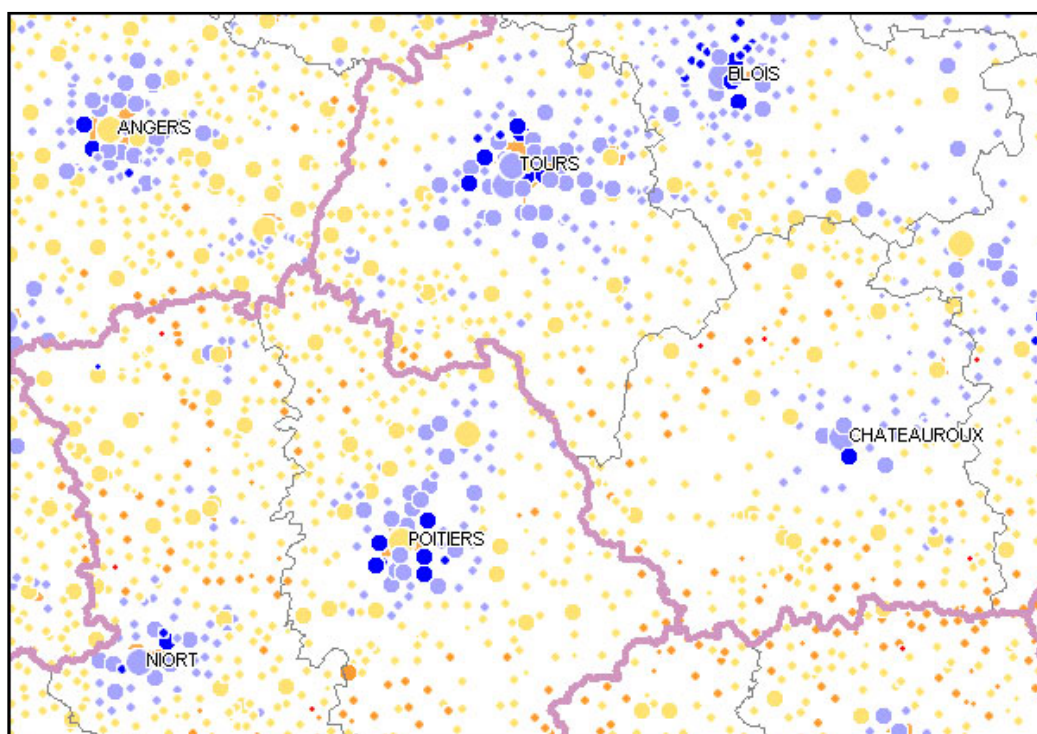 BLOIS
ANGERS
TOURS
CHATEAUROUX
POITIERS
NIORT